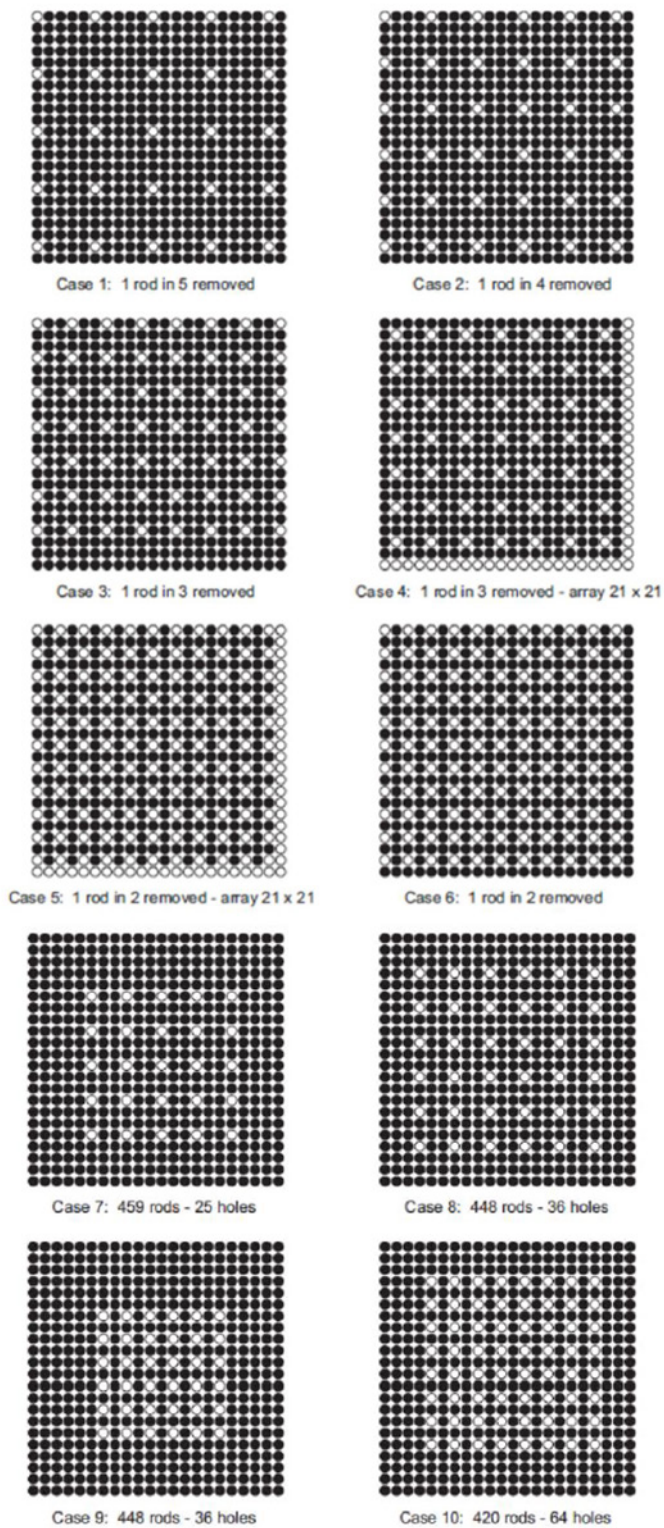 Case 1: 1 rod in 5 removed
Case 2: 1 rod in 4 removed
Case 3: 1 rod in 3 removed
Case 4: 1 rod in 3 removed - array 21 x 21
Case 5: 1 rod in 2 removed - array 21 x 21
Case 6: 1 rod in 2 removed
Case 7: 459 rods - 25 holes
Case 8: 448 rods - 36 holes
Case 9: 448 rods - 36 holes
Case 10: 420 rods - 64 holes